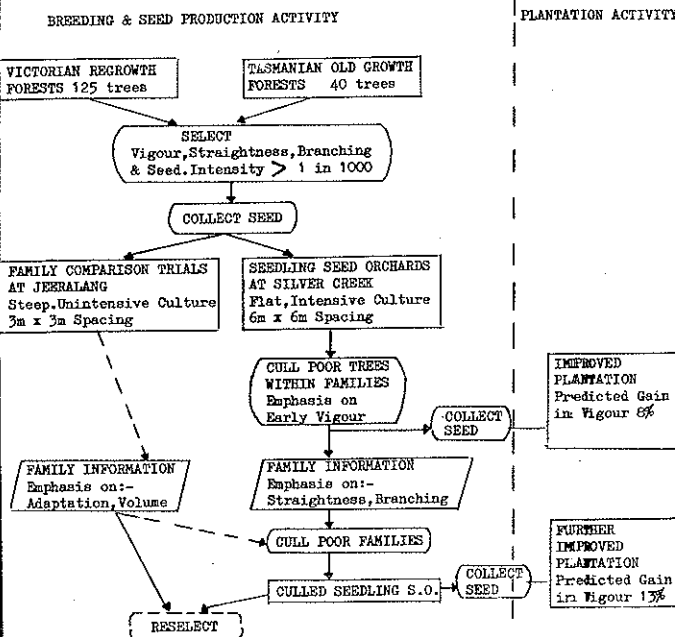 BREEDING & SEED PRODUCTION ACTIVITY
PLANTATION ACTIVITY
VICTORIAN REGROWTH
FORESTS 125 trees
TASMANIAN OLD GROWTH
FORESTS 40 trees
SELECT
Vigour,Straightness,Branching
& Seed.Intensity > 1 in 1000
COLLECT SEED
FAMILY COMPARISON TRIALS
AT JEERALANG
Steep.Unintensive Culture
3m x 3m Spacing
SEEDLING SEED ORCHARDS
AT SILVER CREEK
Flat,Intensive Culture
6m x 6m Spacing
CULL POOR TREES
WITHIN FAMILIES
Emphasis on
Early Vigour
COLLECT
SEED
IMPROVED
PLANTATION
Predicted Gain
in Vigour 8%
FAMILY INFORMATION
Emphasis on:-
Adaptation,Volume
FAMILY INFORMATION
Emphasis on:-
Straightness,Branching
CULL POOR FAMILIES
CULLED SEEDLING S.O.
COLLECT
SEED
FURTHER
IMPROVED
PLANTATION
Predicted Gain
in Vigour 13%
RESELECT